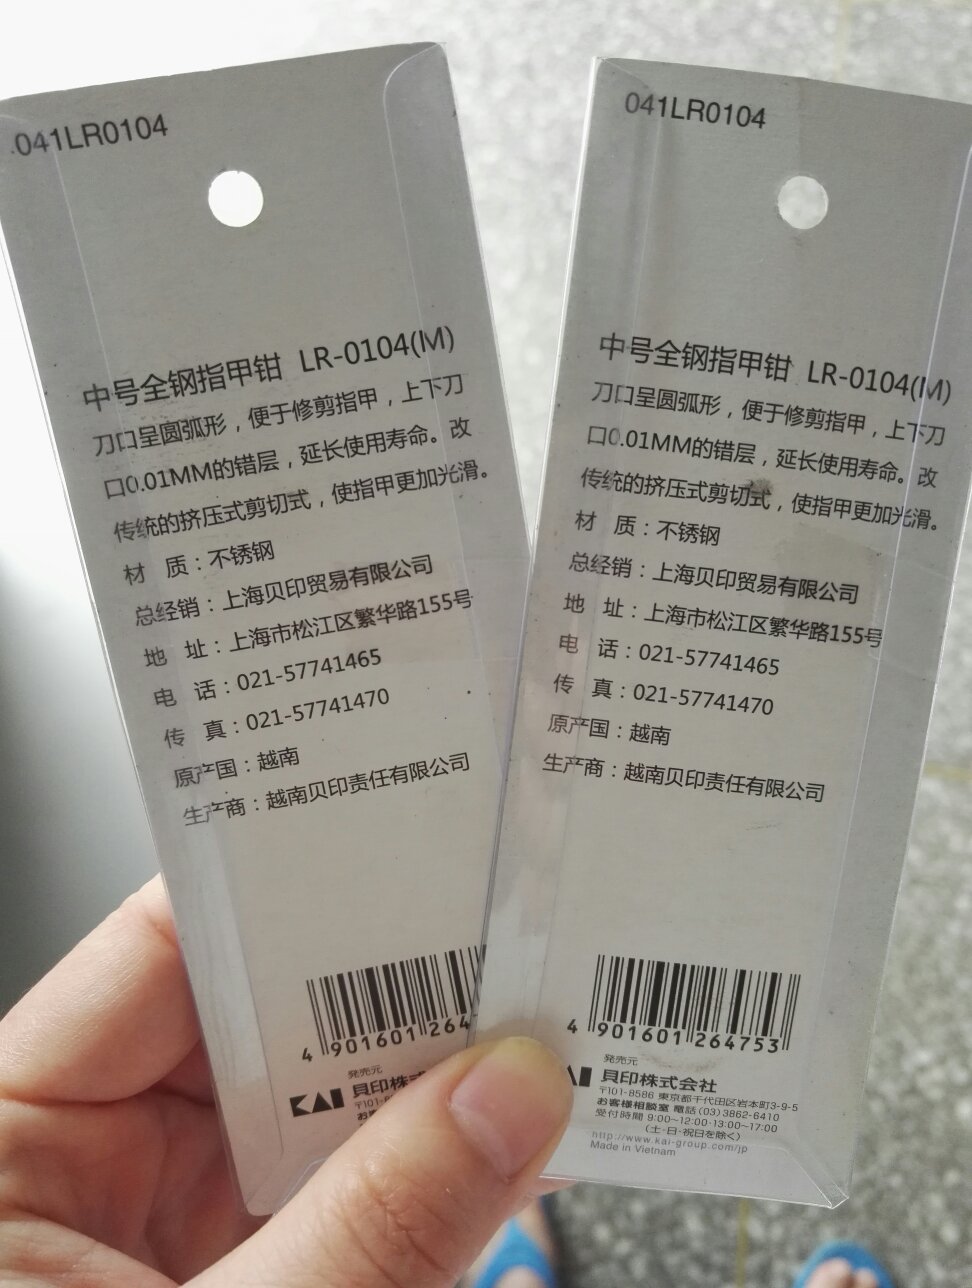 041LR0104
中号全钢指甲钳 LR-0104(M)
刀口呈圆弧形，便于修剪指甲，上下刀
口0.01MM的错层，延长使用寿命。改
传统的挤压式剪切式，使指甲更加光滑。
材 质：不锈钢
总经销：上海贝印贸易有限公司
地 址：上海市松江区繁华路155号
电 话：021-57741465
传 真：021-57741470
原产国：越南
生产商：越南贝印责任有限公司
4 901601 264
発売元
KAI 貝印株式
〒101-8
お客
041LR0104
中号全钢指甲钳 LR-0104(M)
刀口呈圆弧形，便于修剪指甲，上下刀
口0.01MM的错层，延长使用寿命。改
传统的挤压式剪切式，使指甲更加光滑。
材 质：不锈钢
总经销：上海贝印贸易有限公司
地 址：上海市松江区繁华路155号
电 话：021-57741465
传 真：021-57741470
原产国：越南
生产商：越南贝印责任有限公司
4 901601 264753
発売元
AI 貝印株式会社
〒101-8586 東京都千代田区岩本町3-9-5
お客様相談室 電話(03)3862-6410
受付時間 9:00~12:00·13:00~17:00
(土·日·祝日を除く)
http://www.kai-group.com/jp
Made in Vietnam